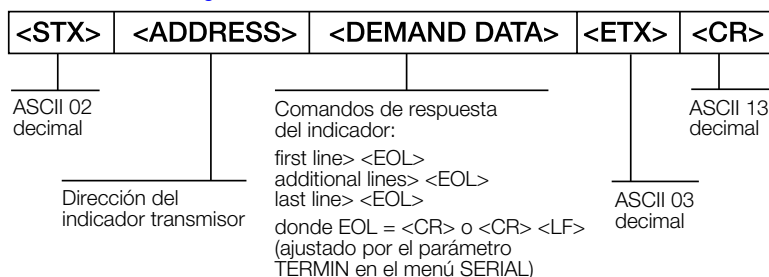 <STX> <ADDRESS> <DEMAND DATA> <ETX> <CR>
ASCII 02
decimal
Dirección del
indicador transmisor
Comandos de respuesta
del indicador:
first line> <EOL>
additional lines> <EOL>
last line> <EOL>
donde EOL = <CR> o <CR> <LF>
(ajustado por el parámetro
TERMIN en el menú SERIAL)
ASCII 03
decimal
ASCII 13
decimal